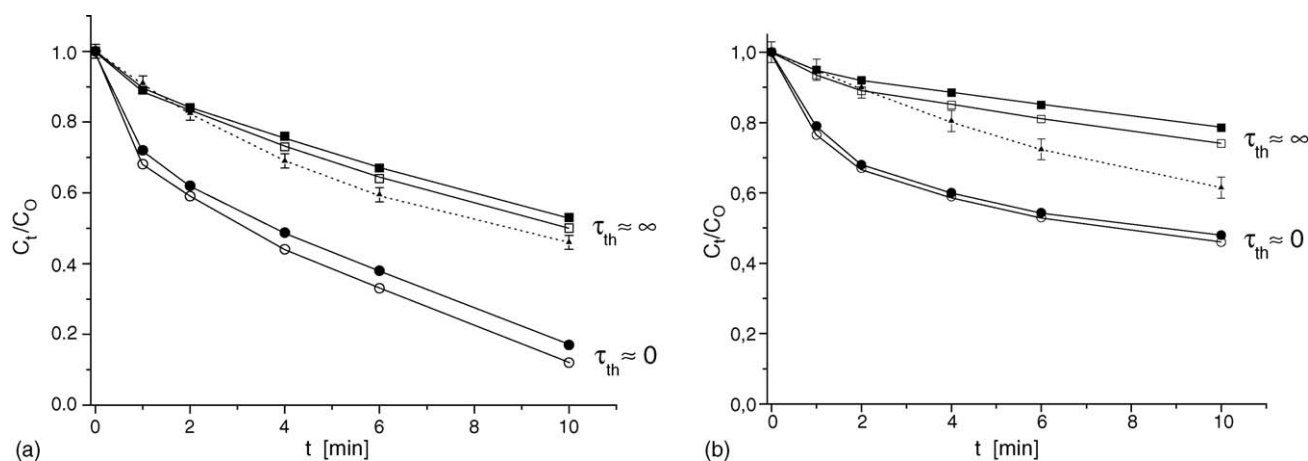 1.0
0.8
0.6
0.4
0.2
0.0
C_t/C_O
τ_th ≈ ∞
τ_th ≈ 0
0 2 4 6 8 10
(a) t [min]
1,0
0,8
0,6
0,4
0,2
0,0
C_t/C_O
τ_th ≈ ∞
τ_th ≈ 0
0 2 4 6 8 10
(b) t [min]